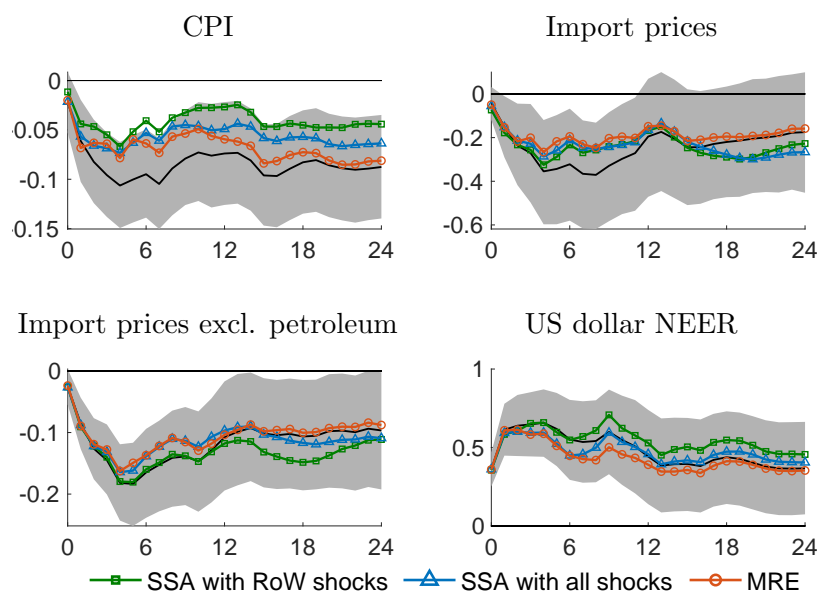 CPI
Import prices
0
0.05
-0.1
0.15
0 6 12 18 24
0
-0.2
-0.4
-0.6
0 6 12 18 24
Import prices excl. petroleum
US dollar NEER
0
-0.1
-0.2
0 6 12 18 24
1
0.5
0
0 6 12 18 24
SSA with RoW shocks SSA with all shocks MRE